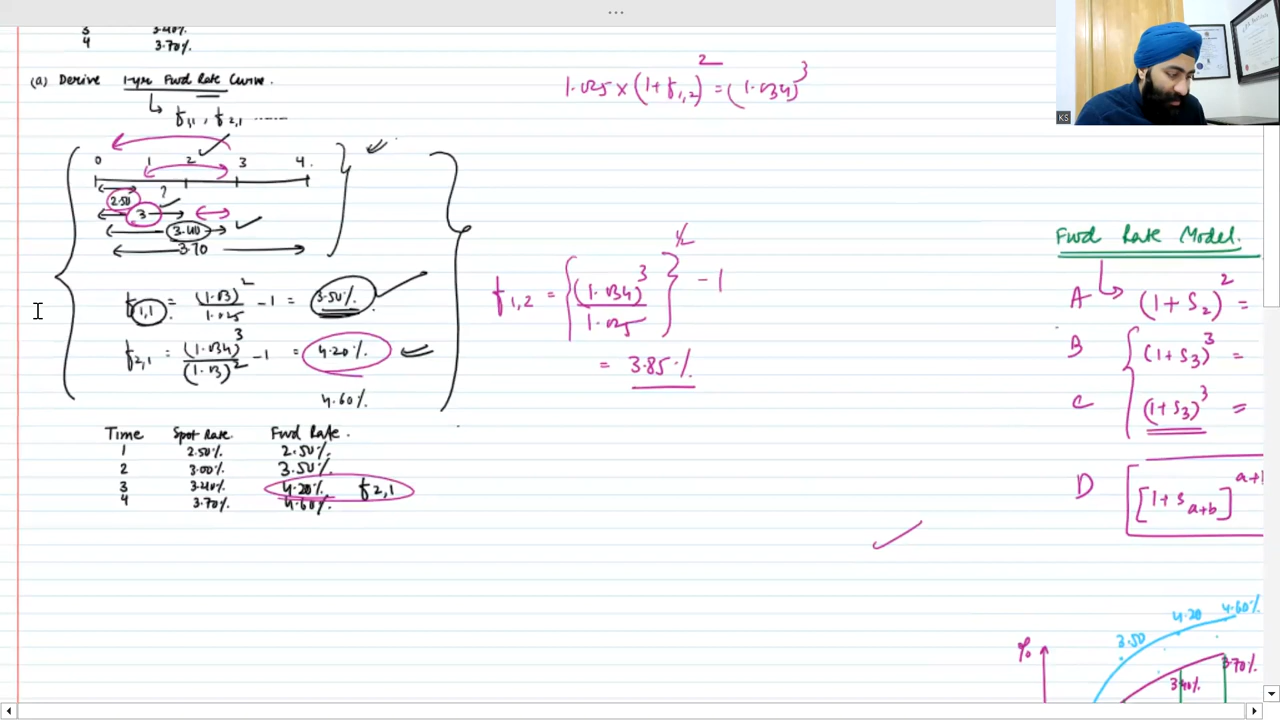 3 3.40%
4 3.70%
(a) Derive 1-yr Fwd Rate Curve.
f1,1 , f2,1 ........
1.025 × (1 + f1,2)² = (1.034)³
0 1 2 3 4
?
2.50
3
3.40
3.70
f1,1 = (1.03)² / 1.025 - 1 = 3.50%
f2,1 = (1.034)³ / (1.03)² - 1 = 4.20%
4.60%
f1,2 = { (1.034)³ / 1.025 }^½ - 1
= 3.85%
Time Spot Rate. Fwd Rate.
1 2.50% 2.50%
2 3.00% 3.50%
3 3.40% 4.20% f2,1
4 3.70% 4.60%
Fwd Rate Model.
A (1 + S2)² =
B (1 + S3)³ =
C (1 + S3)³ =
D [1 + S a+b]
3.50 4.20 4.60%
% 3.40% 3.70%
KS